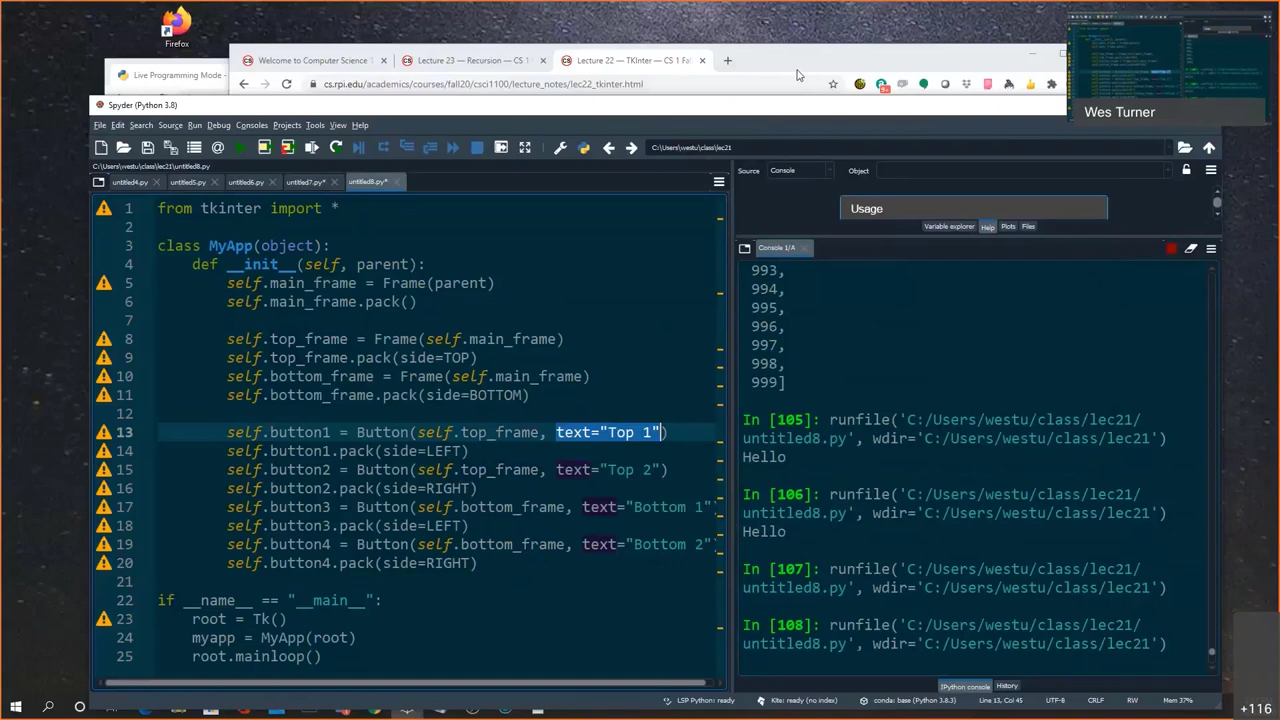 Firefox
Welcome to Computer Science
Lecture 23 — Recursion — CS 1
Lecture 22 — TKInter — CS 1 Fo
Live Programming Mode -
Wes Turner
Spyder (Python 3.8)
File Edit Search Source Run Debug Consoles Projects Tools View Help
C:\Users\westu\class\lec21
C:\Users\westu\class\lec21\untitled8.py
untitled4.py
untitled5.py
untitled6.py
untitled7.py*
untitled8.py*
1 from tkinter import *
2
3 class MyApp(object):
4 def __init__(self, parent):
5 self.main_frame = Frame(parent)
6 self.main_frame.pack()
7
8 self.top_frame = Frame(self.main_frame)
9 self.top_frame.pack(side=TOP)
10 self.bottom_frame = Frame(self.main_frame)
11 self.bottom_frame.pack(side=BOTTOM)
12
13 self.button1 = Button(self.top_frame, text="Top 1")
14 self.button1.pack(side=LEFT)
15 self.button2 = Button(self.top_frame, text="Top 2")
16 self.button2.pack(side=RIGHT)
17 self.button3 = Button(self.bottom_frame, text="Bottom 1")
18 self.button3.pack(side=LEFT)
19 self.button4 = Button(self.bottom_frame, text="Bottom 2")
20 self.button4.pack(side=RIGHT)
21
22 if __name__ == "__main__":
23 root = Tk()
24 myapp = MyApp(root)
25 root.mainloop()
Source Console Object
Usage
Variable explorer Help Plots Files
Console 1/A
993,
994,
995,
996,
997,
998,
999]
In [105]: runfile('C:/Users/westu/class/lec21/
untitled8.py', wdir='C:/Users/westu/class/lec21')
Hello
In [106]: runfile('C:/Users/westu/class/lec21/
untitled8.py', wdir='C:/Users/westu/class/lec21')
Hello
In [107]: runfile('C:/Users/westu/class/lec21/
untitled8.py', wdir='C:/Users/westu/class/lec21')
In [108]: runfile('C:/Users/westu/class/lec21/
untitled8.py', wdir='C:/Users/westu/class/lec21')
IPython console History
LSP Python: ready Kite: ready (no index) conda: base (Python 3.8.3) Line 13, Col 45 UTF-8 CRLF RW Mem 37%
+116